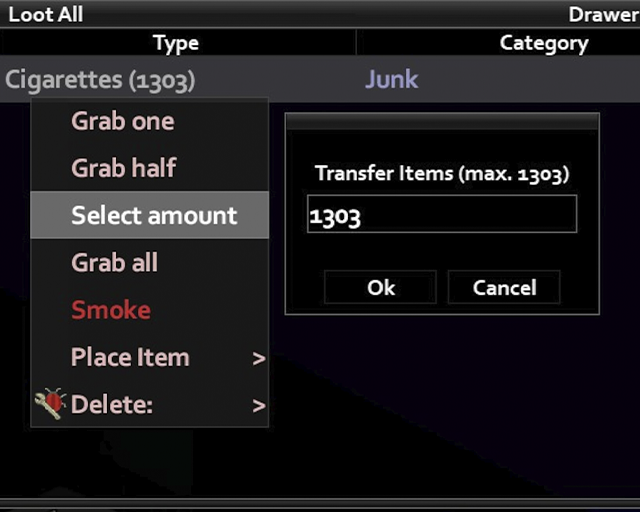 Loot All Drawer
Type Category
Cigarettes (1303) Junk
Grab one
Grab half
Select amount
Grab all
Smoke
Place Item >
Delete: >
Transfer Items (max. 1303)
1303
Ok Cancel